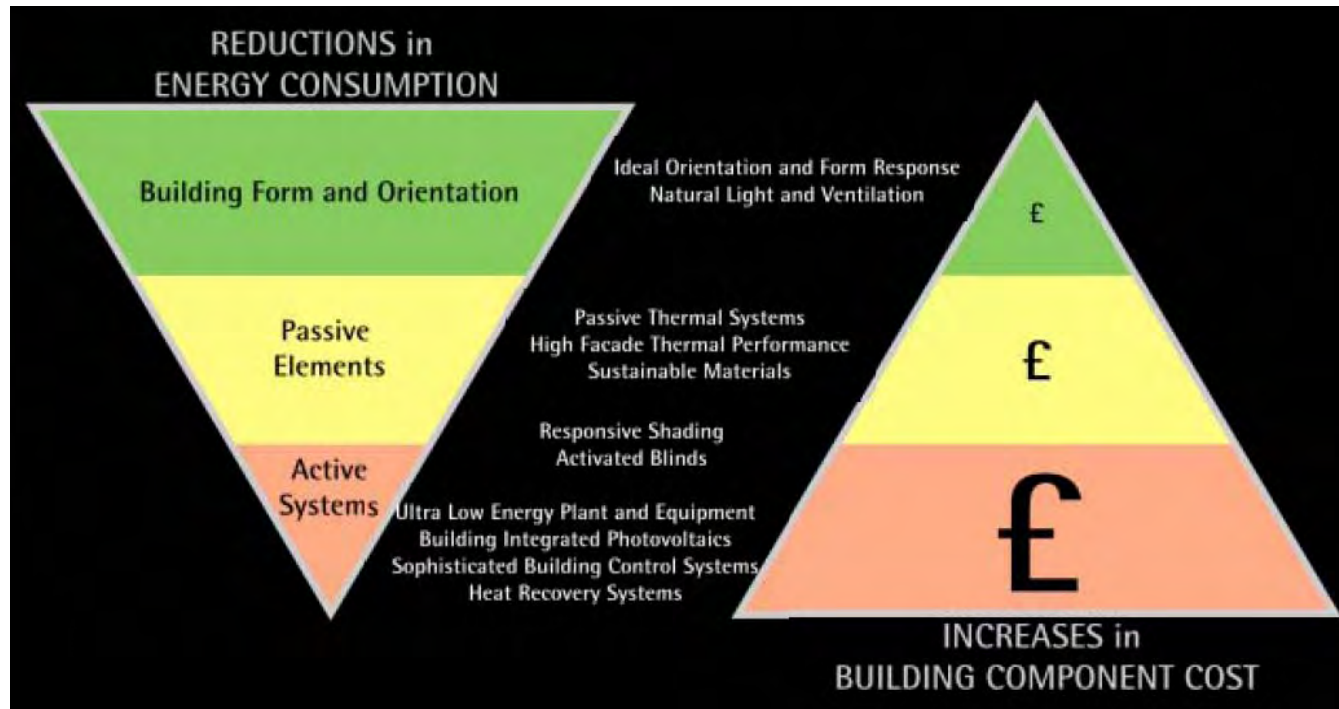 REDUCTIONS in
ENERGY CONSUMPTION
Building Form and Orientation
Passive
Elements
Active
Systems
Ideal Orientation and Form Response
Natural Light and Ventilation
Passive Thermal Systems
High Facade Thermal Performance
Sustainable Materials
Responsive Shading
Activated Blinds
Ultra Low Energy Plant and Equipment
Building Integrated Photovoltaics
Sophisticated Building Control Systems
Heat Recovery Systems
£
£
£
INCREASES in
BUILDING COMPONENT COST